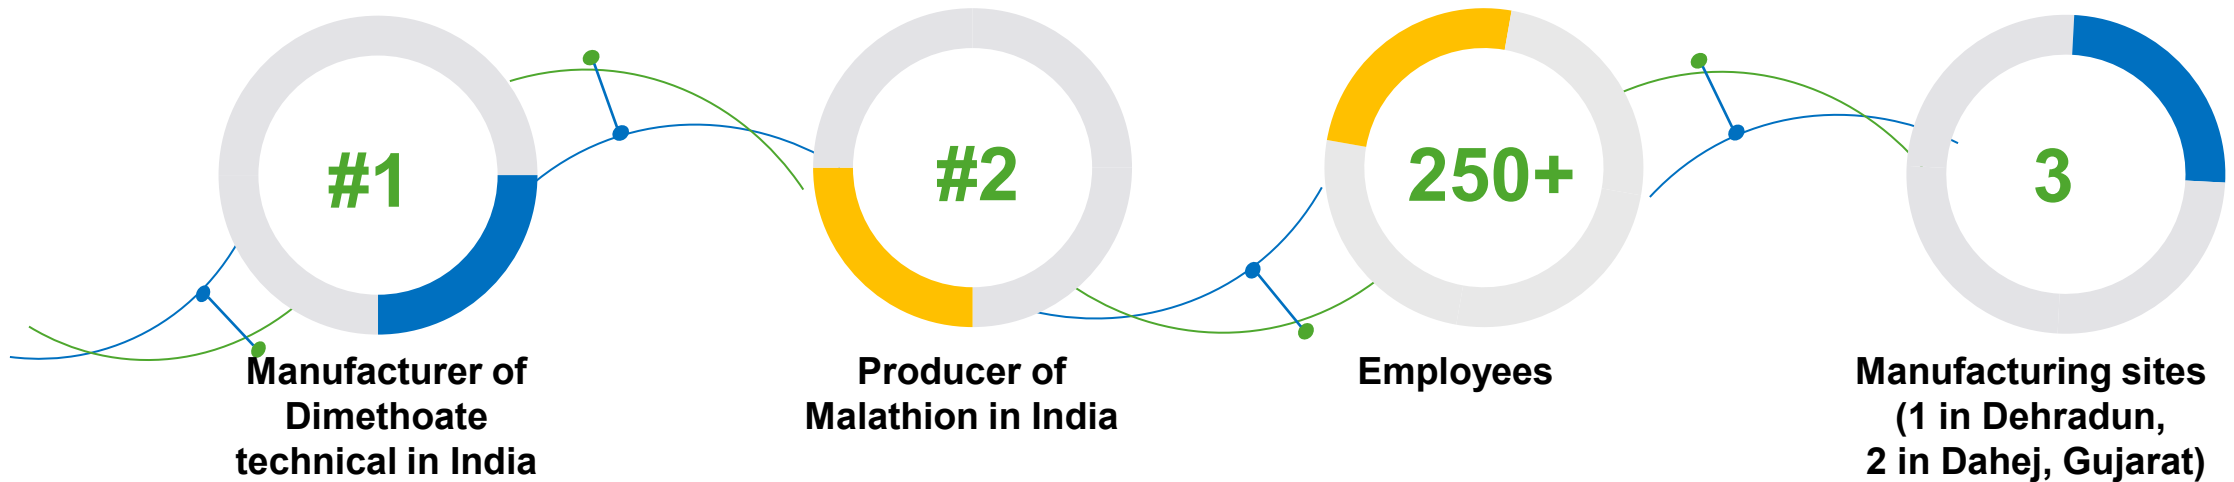 #1
Manufacturer of
Dimethoate
technical in India
#2
Producer of
Malathion in India
250+
Employees
3
Manufacturing sites
(1 in Dehradun,
2 in Dahej, Gujarat)